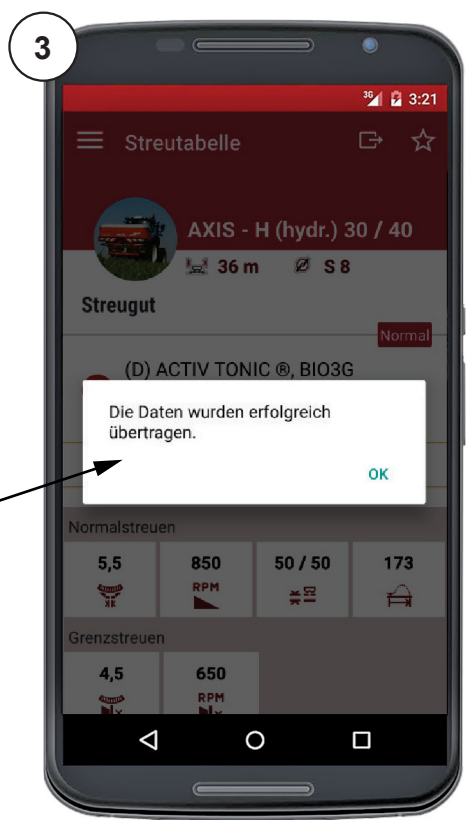 3
3G 3:21
Streutabelle
AXIS - H (hydr.) 30 / 40
36 m S 8
Streugut
Normal
(D) ACTIV TONIC ®, BIO3G
Die Daten wurden erfolgreich
übertragen.
OK
Normalstreuen
5,5 850 50 / 50 173
RPM
Grenzstreuen
4,5 650
RPM